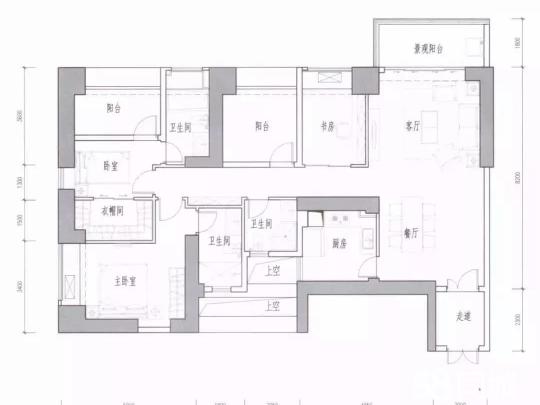 景观阳台
1800
阳台
卫生间
阳台
书房
客厅
3600
8200
卧室
1300
衣帽间
1500
卫生间
卫生间
厨房
餐厅
主卧室
上空
上空
3400
走道
2300